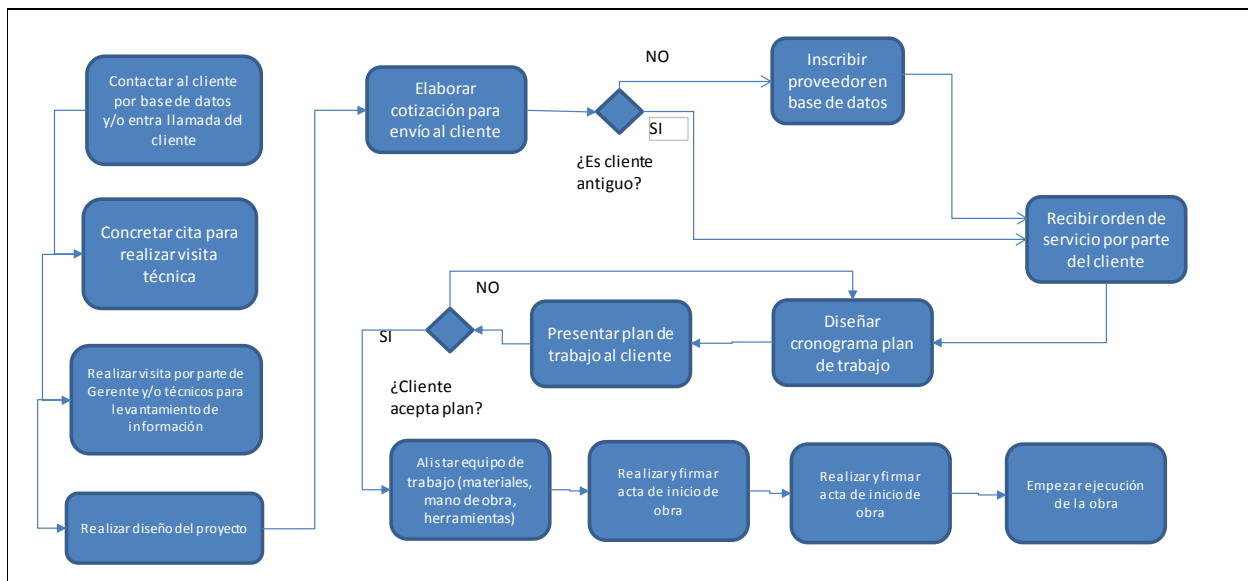 Contactar al cliente
por base de datos
y/o entra llamada del
cliente
Concretar cita para
realizar visita
técnica
Realizar visita por parte de
Gerente y/o técnicos para
levantamiento de
información
Realizar diseño del proyecto
Elaborar
cotización para
envío al cliente
NO
SI
¿Es cliente
antiguo?
Inscribir
proveedor en
base de datos
Recibir orden de
servicio por parte
del cliente
Diseñar
cronograma plan
de trabajo
Presentar plan de
trabajo al cliente
NO
SI
¿Cliente
acepta plan?
Alistar equipo de
trabajo (materiales,
mano de obra,
herramientas)
Realizar y firmar
acta de inicio de
obra
Realizar y firmar
acta de inicio de
obra
Empezar ejecución
de la obra